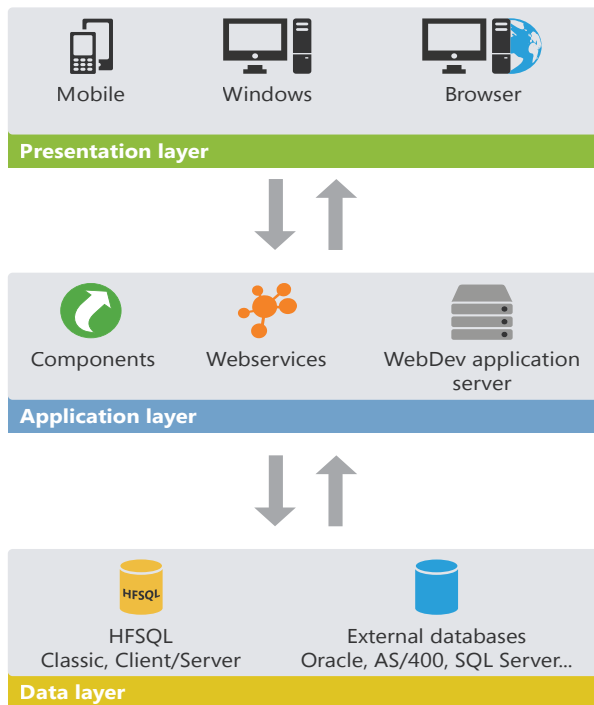 Mobile
Windows
Browser
Presentation layer
Components
Webservices
WebDev application
server
Application layer
HFSQL
HFSQL
Classic, Client/Server
External databases
Oracle, AS/400, SQL Server...
Data layer